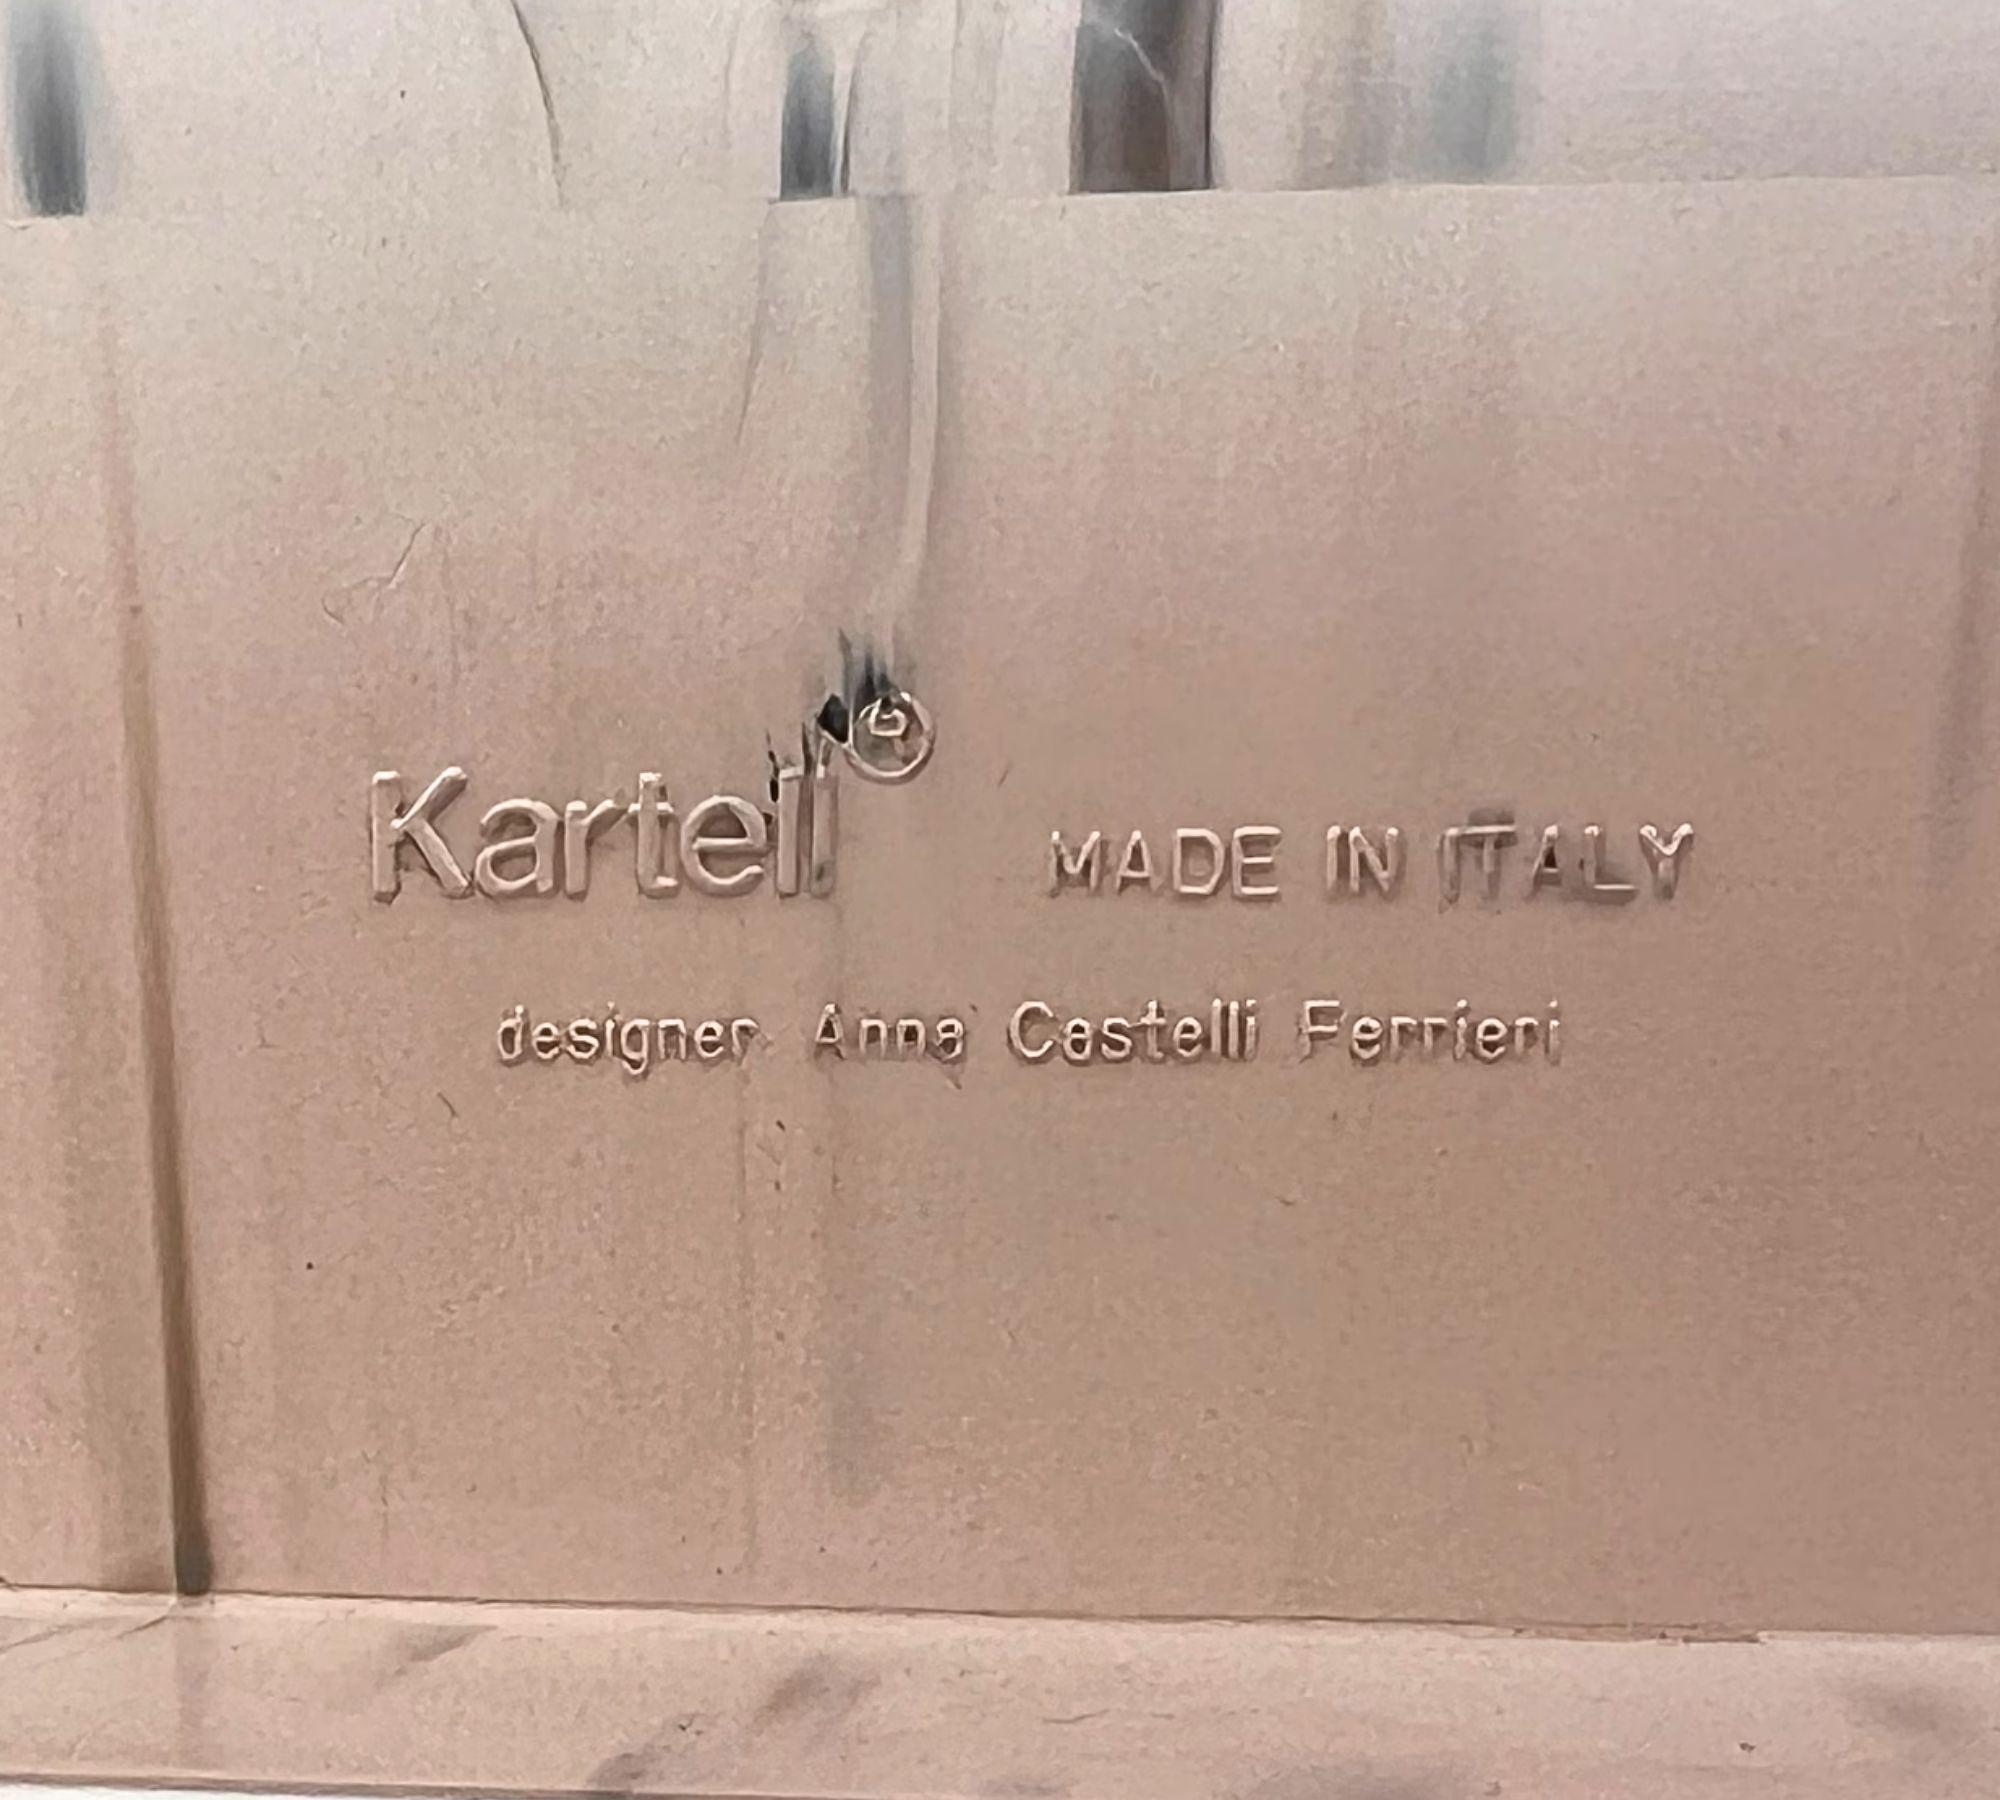 Kartell® MADE IN ITALY
designer Anna Castelli Ferrieri